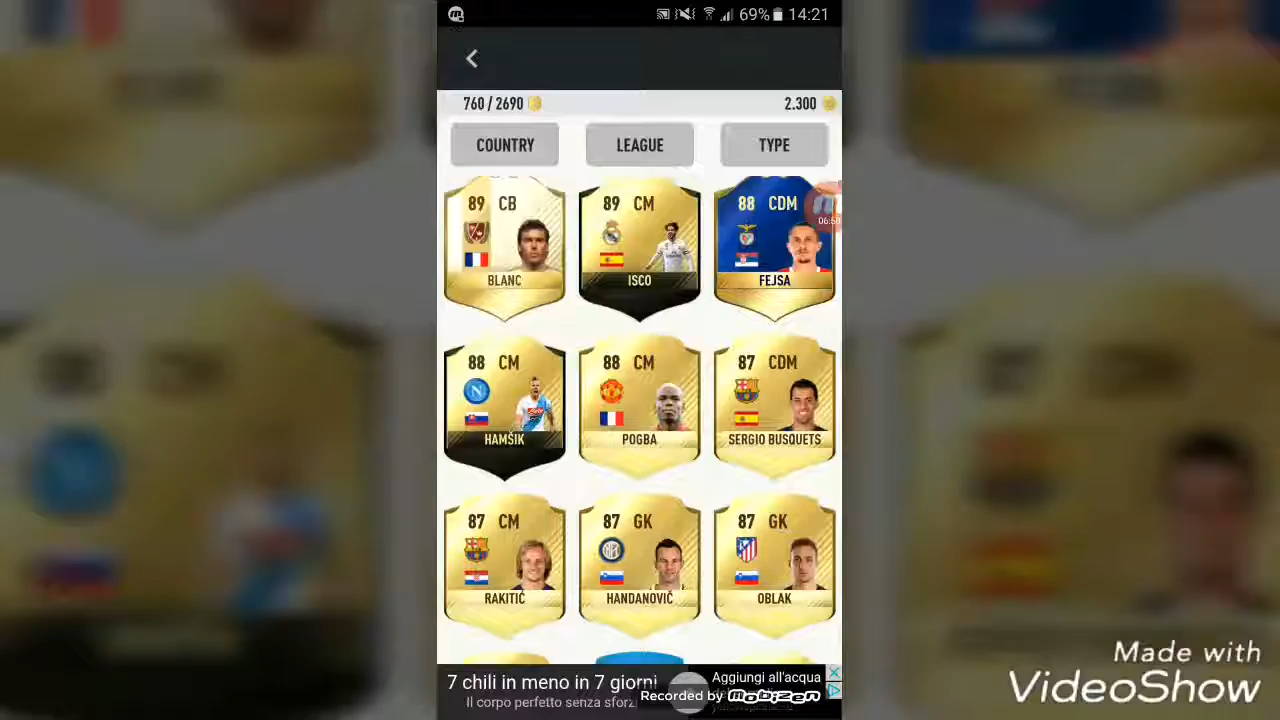 69% 14:21
760 / 2690
2.300
COUNTRY
LEAGUE
TYPE
89 CB
BLANC
89 CM
ISCO
88 CDM
FEJSA
06:50
88 CM
HAMŠIK
88 CM
POGBA
87 CDM
SERGIO BUSQUETS
87 CM
RAKITIĆ
87 GK
HANDANOVIČ
87 GK
OBLAK
7 chili in meno in 7 giorni
Il corpo perfetto senza sforzi
Aggiungi all'acqua
Recorded by mobizen
Made with
VideoShow